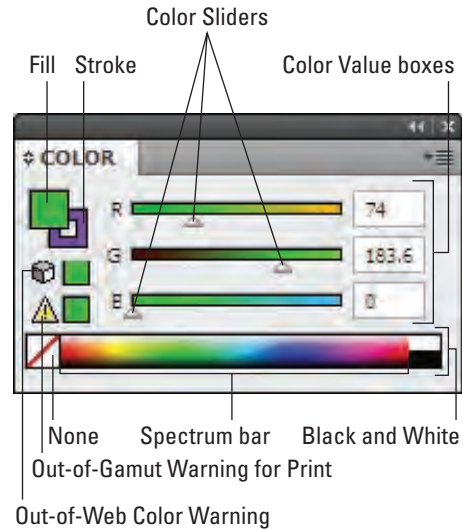 Color Sliders
Fill Stroke Color Value boxes
COLOR
R 74
G 183.6
B 0
None Spectrum bar Black and White
Out-of-Gamut Warning for Print
Out-of-Web Color Warning